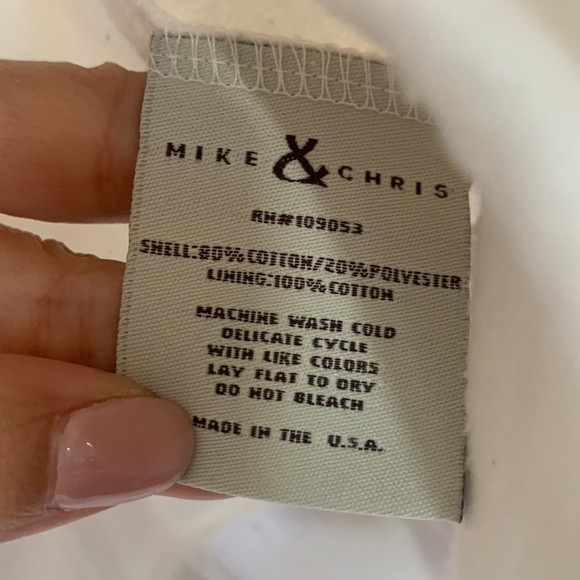 MIKE & CHRIS
RN#109053
SHELL:80%COTTON/20%POLYESTER
LINING:100%COTTON
MACHINE WASH COLD
DELICATE CYCLE
WITH LIKE COLORS
LAY FLAT TO DRY
DO NOT BLEACH
MADE IN THE U.S.A.